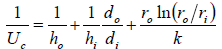 1/U_c = 1/h_o + 1/h_i d_o/d_i + r_o ln(r_o/r_i)/k